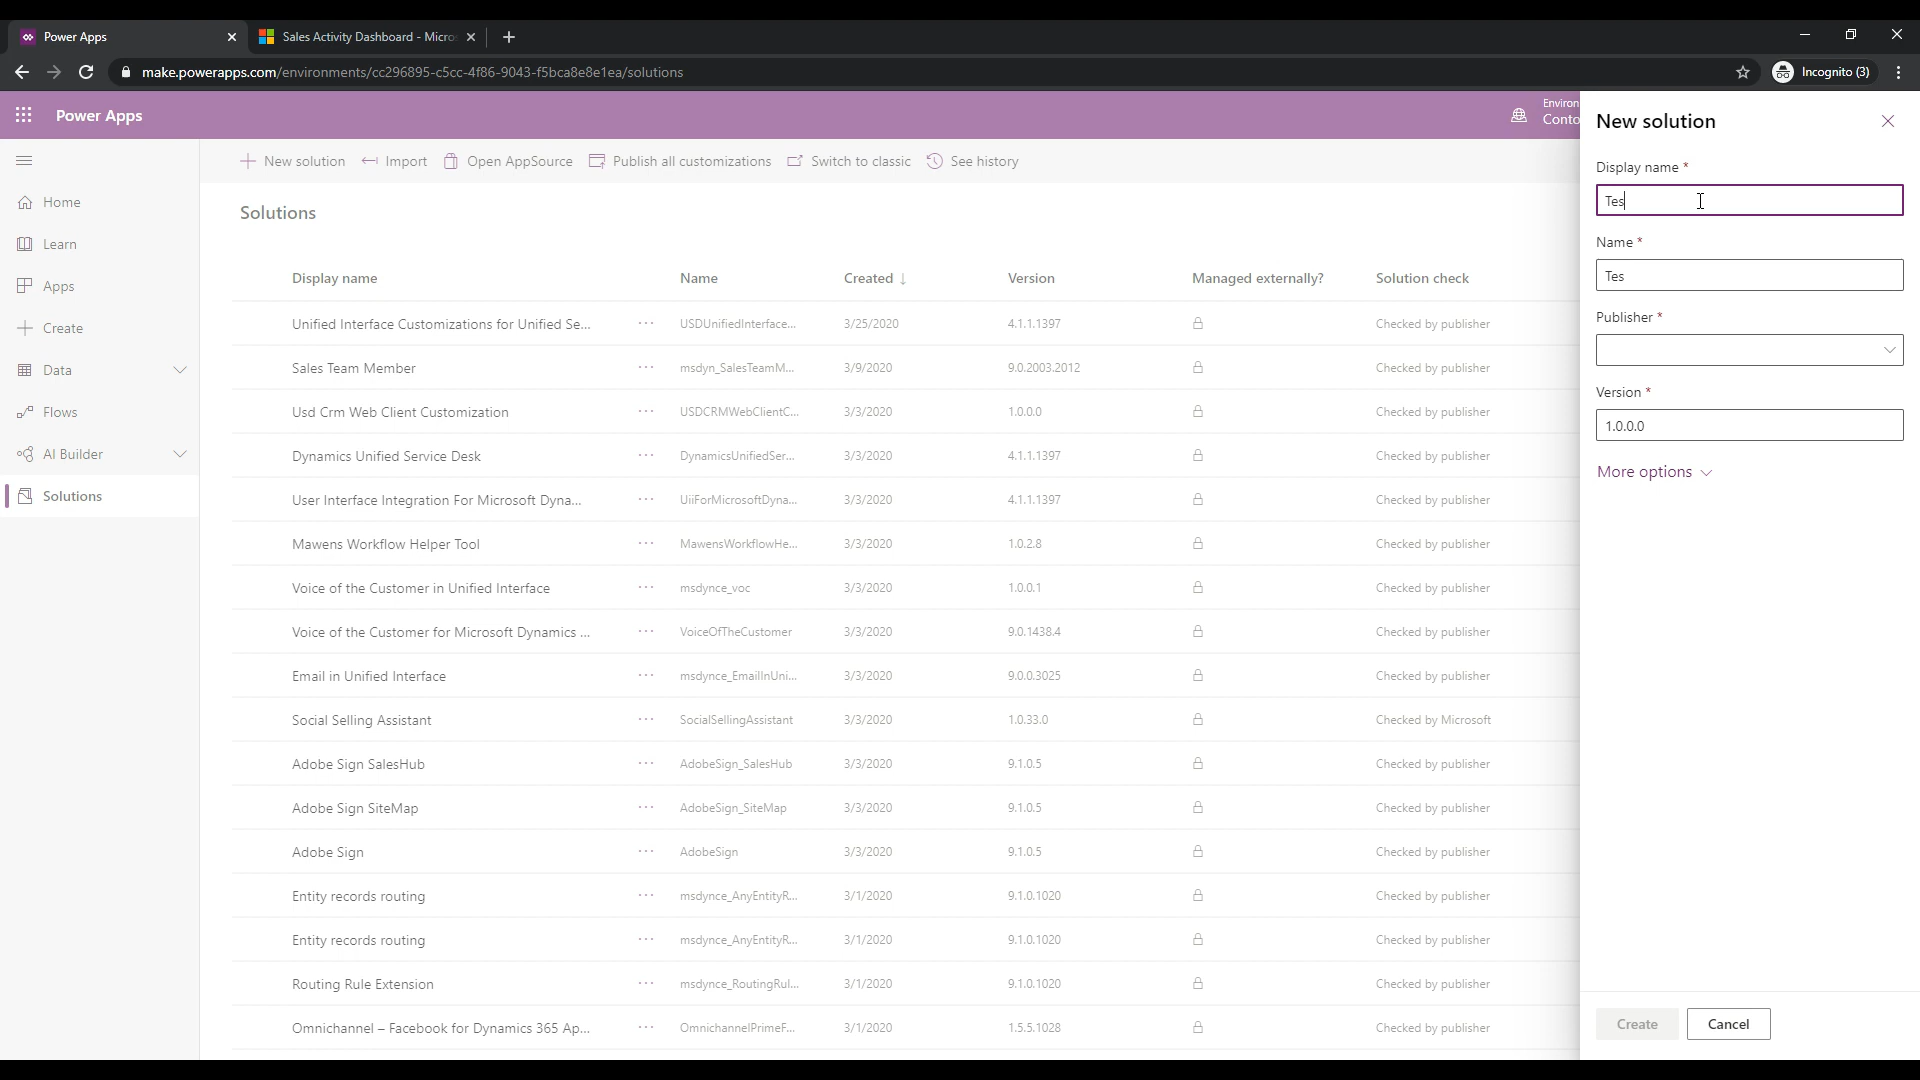 Power Apps
Sales Activity Dashboard - Micro
Incognito (3)
make.powerapps.com/environments/cc296895-c5cc-4f86-9043-f5bca8e8e1ea/solutions
Power Apps
Environ
Conto
New solution
Import
Open AppSource
Publish all customizations
Switch to classic
See history
Home
Learn
Apps
Create
Data
Flows
AI Builder
Solutions
Solutions
Display name Name Created ↓ Version Managed externally? Solution check
Unified Interface Customizations for Unified Se... ... USDUnifiedInterface... 3/25/2020 4.1.1.1397 Checked by publisher
Sales Team Member ... msdyn_SalesTeamM... 3/9/2020 9.0.2003.2012 Checked by publisher
Usd Crm Web Client Customization ... USDCRMWebClientC... 3/3/2020 1.0.0.0 Checked by publisher
Dynamics Unified Service Desk ... DynamicsUnifiedSer... 3/3/2020 4.1.1.1397 Checked by publisher
User Interface Integration For Microsoft Dyna... ... UiiForMicrosoftDyna... 3/3/2020 4.1.1.1397 Checked by publisher
Mawens Workflow Helper Tool ... MawensWorkflowHe... 3/3/2020 1.0.2.8 Checked by publisher
Voice of the Customer in Unified Interface ... msdynce_voc 3/3/2020 1.0.0.1 Checked by publisher
Voice of the Customer for Microsoft Dynamics ... ... VoiceOfTheCustomer 3/3/2020 9.0.1438.4 Checked by publisher
Email in Unified Interface ... msdynce_EmailInUni... 3/3/2020 9.0.0.3025 Checked by publisher
Social Selling Assistant ... SocialSellingAssistant 3/3/2020 1.0.33.0 Checked by Microsoft
Adobe Sign SalesHub ... AdobeSign_SalesHub 3/3/2020 9.1.0.5 Checked by publisher
Adobe Sign SiteMap ... AdobeSign_SiteMap 3/3/2020 9.1.0.5 Checked by publisher
Adobe Sign ... AdobeSign 3/3/2020 9.1.0.5 Checked by publisher
Entity records routing ... msdynce_AnyEntityR... 3/1/2020 9.1.0.1020 Checked by publisher
Entity records routing ... msdynce_AnyEntityR... 3/1/2020 9.1.0.1020 Checked by publisher
Routing Rule Extension ... msdynce_RoutingRul... 3/1/2020 9.1.0.1020 Checked by publisher
Omnichannel – Facebook for Dynamics 365 Ap... ... OmnichannelPrimeF... 3/1/2020 1.5.5.1028 Checked by publisher
New solution
Display name *
Tes
Name *
Tes
Publisher *
Version *
1.0.0.0
More options
Create
Cancel